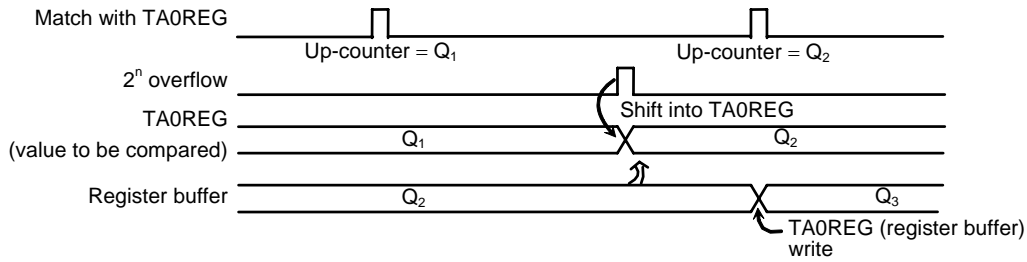 Match with TA0REG
Up-counter = Q₁
Up-counter = Q₂
2ⁿ overflow
Shift into TA0REG
TA0REG
(value to be compared)
Q₁
Q₂
Register buffer
Q₂
Q₃
TA0REG (register buffer)
write